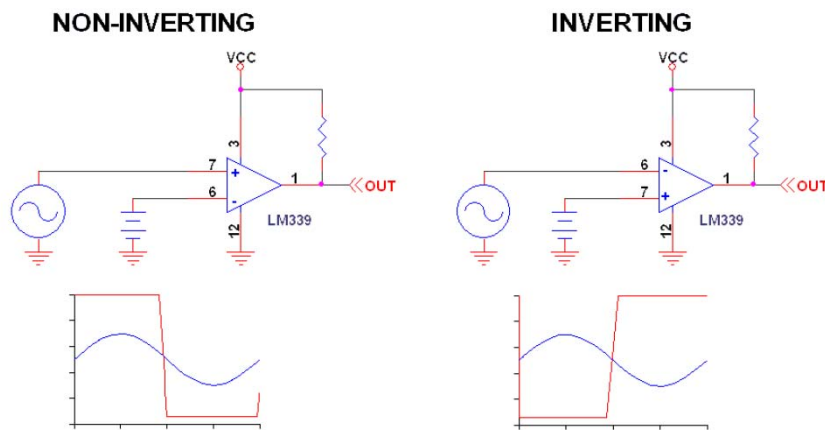 NON-INVERTING
VCC
3
7
+
1
OUT
6
-
LM339
12
INVERTING
VCC
3
6
-
1
OUT
7
+
LM339
12